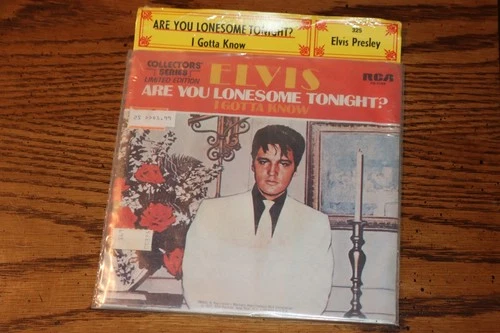 ARE YOU LONESOME TONIGHT?
I Gotta Know
325
Elvis Presley
COLLECTORS'
SERIES
LIMITED EDITION
ELVIS
RCA
ARE YOU LONESOME TONIGHT?
I GOTTA KNOW